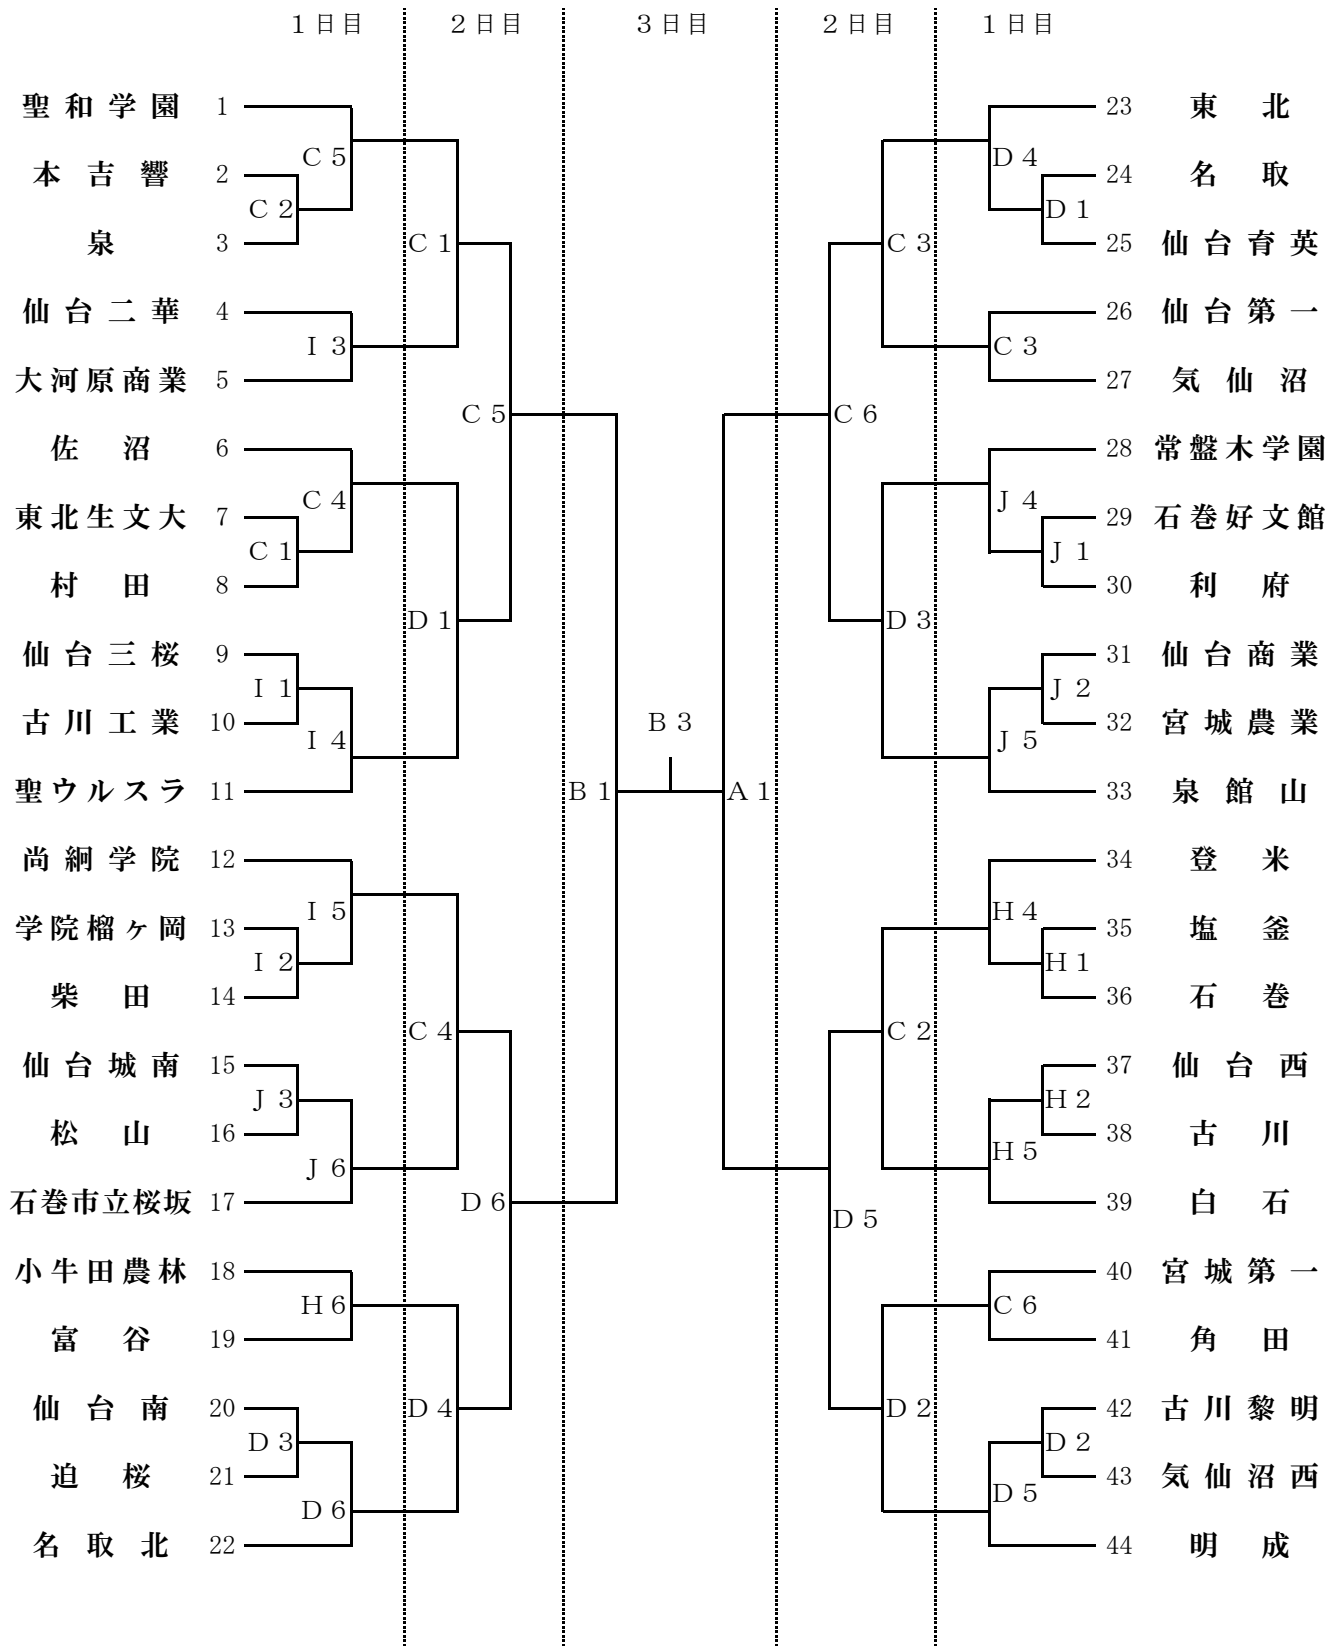 １日目 ２日目 ３日目 ２日目 １日目
聖和学園 1 23 東北
C5 D4
本吉響 2 24 名取
C2 D1
泉 3 C1 C3 25 仙台育英
仙台二華 4 26 仙台第一
I3 C3
大河原商業 5 27 気仙沼
C5 C6
佐沼 6 28 常盤木学園
C4 J4
東北生文大 7 29 石巻好文館
C1 J1
村田 8 30 利府
D1 D3
仙台三桜 9 31 仙台商業
I1 J2
古川工業 10 B3 32 宮城農業
I4 J5
聖ウルスラ 11 B1 A1 33 泉館山
尚絅学院 12 34 登米
I5 H4
学院榴ヶ岡 13 35 塩釜
I2 H1
柴田 14 36 石巻
C4 C2
仙台城南 15 37 仙台西
J3 H2
松山 16 38 古川
J6 H5
石巻市立桜坂 17 D6 39 白石
D5
小牛田農林 18 40 宮城第一
H6 C6
富谷 19 41 角田
仙台南 20 D4 D2 42 古川黎明
D3 D2
迫桜 21 43 気仙沼西
D6 D5
名取北 22 44 明成